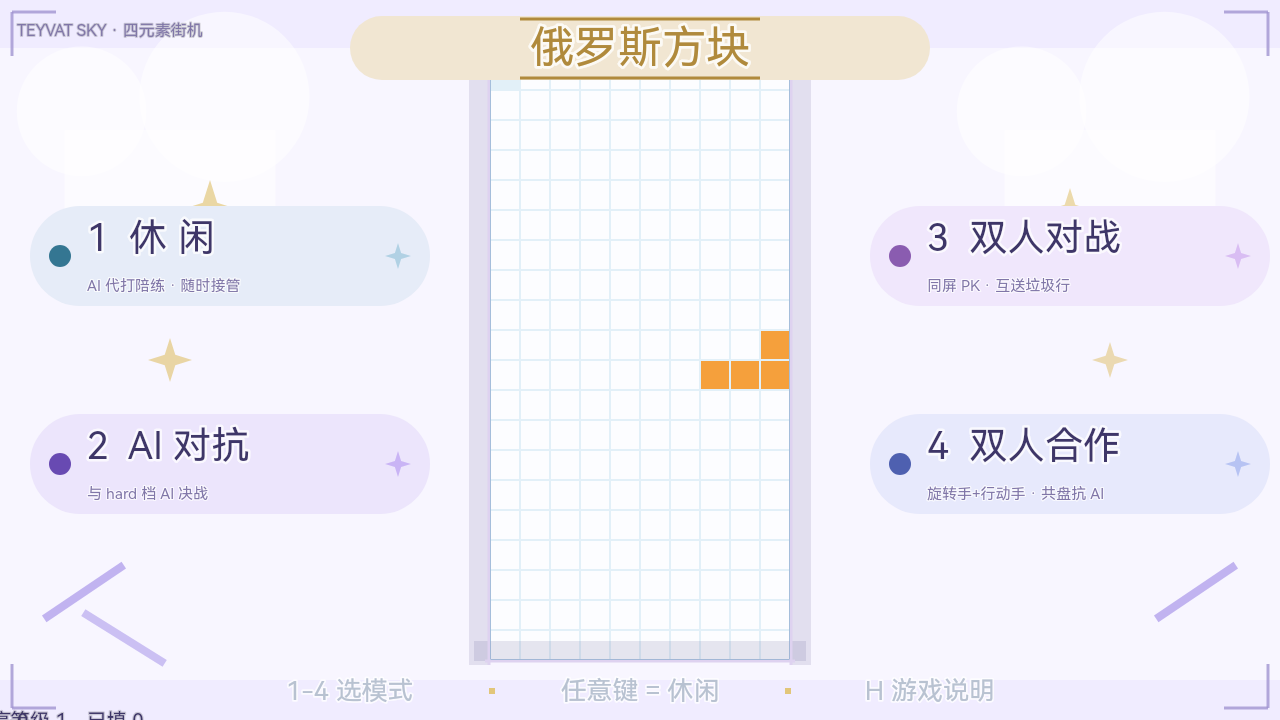 TEYVAT SKY · 四元素街机
俄罗斯方块
1 休 闲
AI 代打陪练 · 随时接管
2 AI 对抗
与 hard 档 AI 决战
3 双人对战
同屏 PK · 互送垃圾行
4 双人合作
旋转手+行动手 · 共盘抗 AI
1-4 选模式
任意键 = 休闲
H 游戏说明